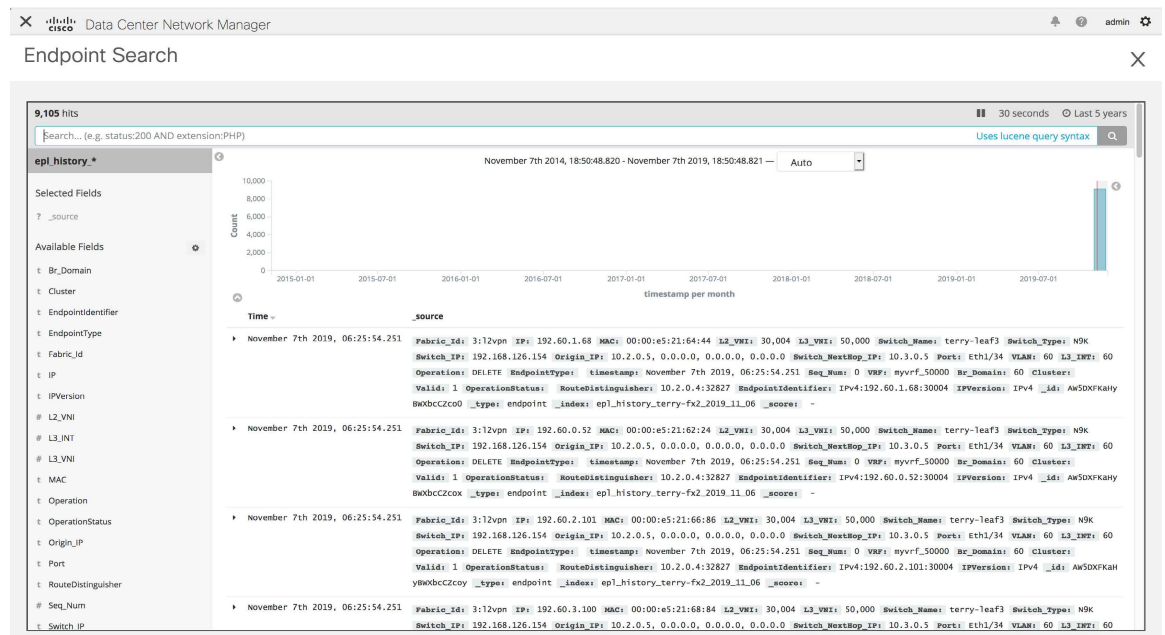 cisco Data Center Network Manager
admin
Endpoint Search
9,105 hits
30 seconds Last 5 years
Search... (e.g. status:200 AND extension:PHP)
Uses lucene query syntax
epl_history_*
November 7th 2014, 18:50:48.820 - November 7th 2019, 18:50:48.821 — Auto
Selected Fields
? _source
Available Fields
t Br_Domain
t Cluster
t EndpointIdentifier
t EndpointType
t Fabric_Id
t IP
t IPVersion
# L2_VNI
# L3_INT
# L3_VNI
t MAC
t Operation
t OperationStatus
t Origin_IP
t Port
t RouteDistinguisher
# Seq_Num
t Switch_IP
Count
10,000
8,000
6,000
4,000
2,000
0
2015-01-01 2015-07-01 2016-01-01 2016-07-01 2017-01-01 2017-07-01 2018-01-01 2018-07-01 2019-01-01 2019-07-01
timestamp per month
Time _source
November 7th 2019, 06:25:54.251 Fabric_Id: 3:l2vpn IP: 192.60.1.68 MAC: 00:00:e5:21:64:44 L2_VNI: 30,004 L3_VNI: 50,000 Switch_Name: terry-leaf3 Switch_Type: N9K
Switch_IP: 192.168.126.154 Origin_IP: 10.2.0.5, 0.0.0.0, 0.0.0.0, 0.0.0.0 Switch_NextHop_IP: 10.3.0.5 Port: Eth1/34 VLAN: 60 L3_INT: 60
Operation: DELETE EndpointType: timestamp: November 7th 2019, 06:25:54.251 Seq_Num: 0 VRF: myvrf_50000 Br_Domain: 60 Cluster:
Valid: 1 OperationStatus: RouteDistinguisher: 10.2.0.4:32827 EndpointIdentifier: IPv4:192.60.1.68:30004 IPVersion: IPv4 _id: AW5DXFKaHy
BWXbcCZcoO _type: endpoint _index: epl_history_terry-fx2_2019_11_06 _score: -
November 7th 2019, 06:25:54.251 Fabric_Id: 3:l2vpn IP: 192.60.0.52 MAC: 00:00:e5:21:62:24 L2_VNI: 30,004 L3_VNI: 50,000 Switch_Name: terry-leaf3 Switch_Type: N9K
Switch_IP: 192.168.126.154 Origin_IP: 10.2.0.5, 0.0.0.0, 0.0.0.0, 0.0.0.0 Switch_NextHop_IP: 10.3.0.5 Port: Eth1/34 VLAN: 60 L3_INT: 60
Operation: DELETE EndpointType: timestamp: November 7th 2019, 06:25:54.251 Seq_Num: 0 VRF: myvrf_50000 Br_Domain: 60 Cluster:
Valid: 1 OperationStatus: RouteDistinguisher: 10.2.0.4:32827 EndpointIdentifier: IPv4:192.60.0.52:30004 IPVersion: IPv4 _id: AW5DXFKaHy
BWXbcCZcox _type: endpoint _index: epl_history_terry-fx2_2019_11_06 _score: -
November 7th 2019, 06:25:54.251 Fabric_Id: 3:l2vpn IP: 192.60.2.101 MAC: 00:00:e5:21:66:86 L2_VNI: 30,004 L3_VNI: 50,000 Switch_Name: terry-leaf3 Switch_Type: N9K
Switch_IP: 192.168.126.154 Origin_IP: 10.2.0.5, 0.0.0.0, 0.0.0.0, 0.0.0.0 Switch_NextHop_IP: 10.3.0.5 Port: Eth1/34 VLAN: 60 L3_INT: 60
Operation: DELETE EndpointType: timestamp: November 7th 2019, 06:25:54.251 Seq_Num: 0 VRF: myvrf_50000 Br_Domain: 60 Cluster:
Valid: 1 OperationStatus: RouteDistinguisher: 10.2.0.4:32827 EndpointIdentifier: IPv4:192.60.2.101:30004 IPVersion: IPv4 _id: AW5DXFKaH
yBWXbcCZcoy _type: endpoint _index: epl_history_terry-fx2_2019_11_06 _score: -
November 7th 2019, 06:25:54.251 Fabric_Id: 3:l2vpn IP: 192.60.3.100 MAC: 00:00:e5:21:68:84 L2_VNI: 30,004 L3_VNI: 50,000 Switch_Name: terry-leaf3 Switch_Type: N9K
Switch_IP: 192.168.126.154 Origin_IP: 10.2.0.5, 0.0.0.0, 0.0.0.0, 0.0.0.0 Switch_NextHop_IP: 10.3.0.5 Port: Eth1/34 VLAN: 60 L3_INT: 60